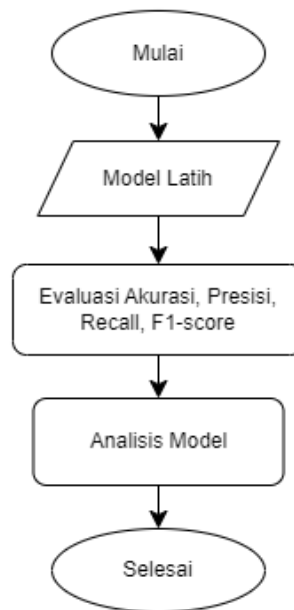 Mulai
Model Latih
Evaluasi Akurasi, Presisi,
Recall, F1-score
Analisis Model
Selesai